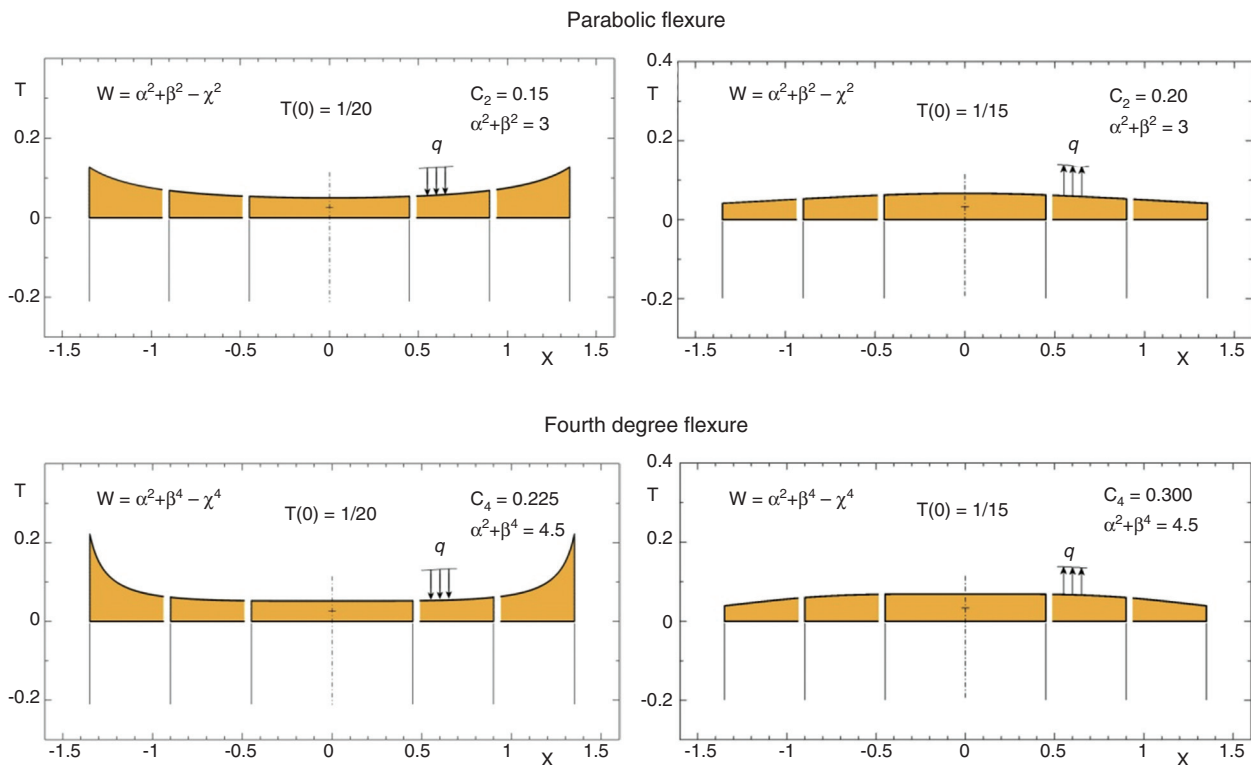 Parabolic flexure
T
W = α²+β² – χ²
T(0) = 1/20
C₂ = 0.15
α²+β² = 3
q
0.2
0
-0.2
-1.5 -1 -0.5 0 0.5 1 1.5
X
0.4
T
W = α²+β² – χ²
T(0) = 1/15
C₂ = 0.20
α²+β² = 3
q
0.2
0
-0.2
-1.5 -1 -0.5 0 0.5 1 1.5
X
Fourth degree flexure
T
W = α²+β⁴ – χ⁴
T(0) = 1/20
C₄ = 0.225
α²+β⁴ = 4.5
q
0.2
0
-0.2
-1.5 -1 -0.5 0 0.5 1 1.5
X
0.4
T
W = α²+β⁴ – χ⁴
T(0) = 1/15
C₄ = 0.300
α²+β⁴ = 4.5
q
0.2
0
-0.2
-1.5 -1 -0.5 0 0.5 1 1.5
X